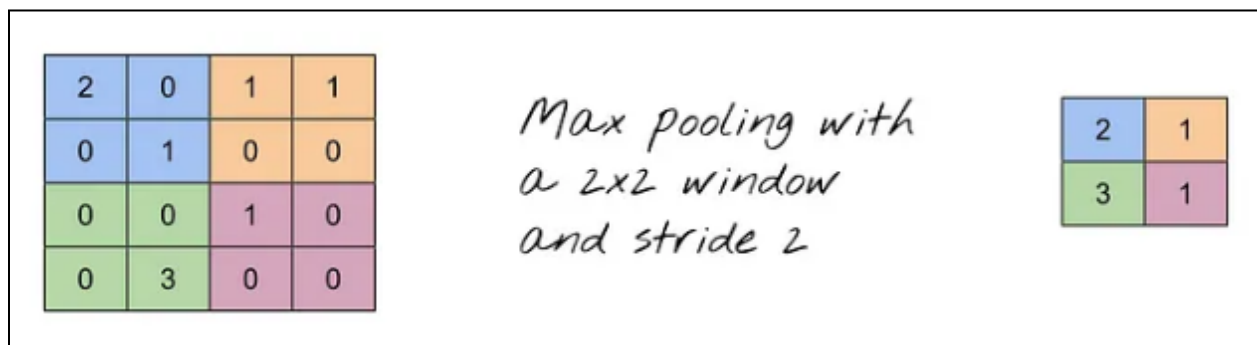 2 0 1 1
0 1 0 0
0 0 1 0
0 3 0 0
Max pooling with
a 2x2 window
and stride 2
2 1
3 1